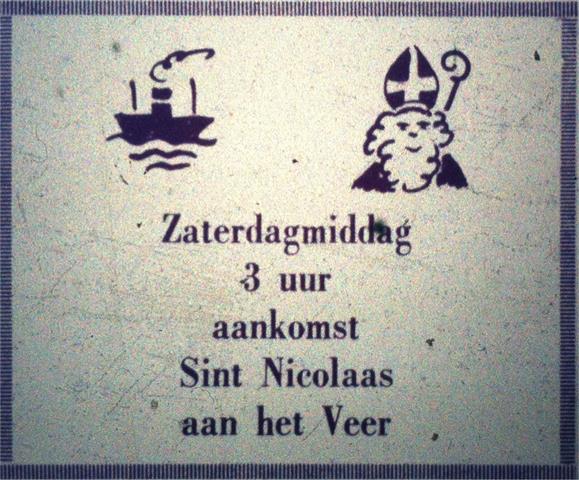 Zaterdagmiddag
3 uur
aankomst
Sint Nicolaas
aan het Veer